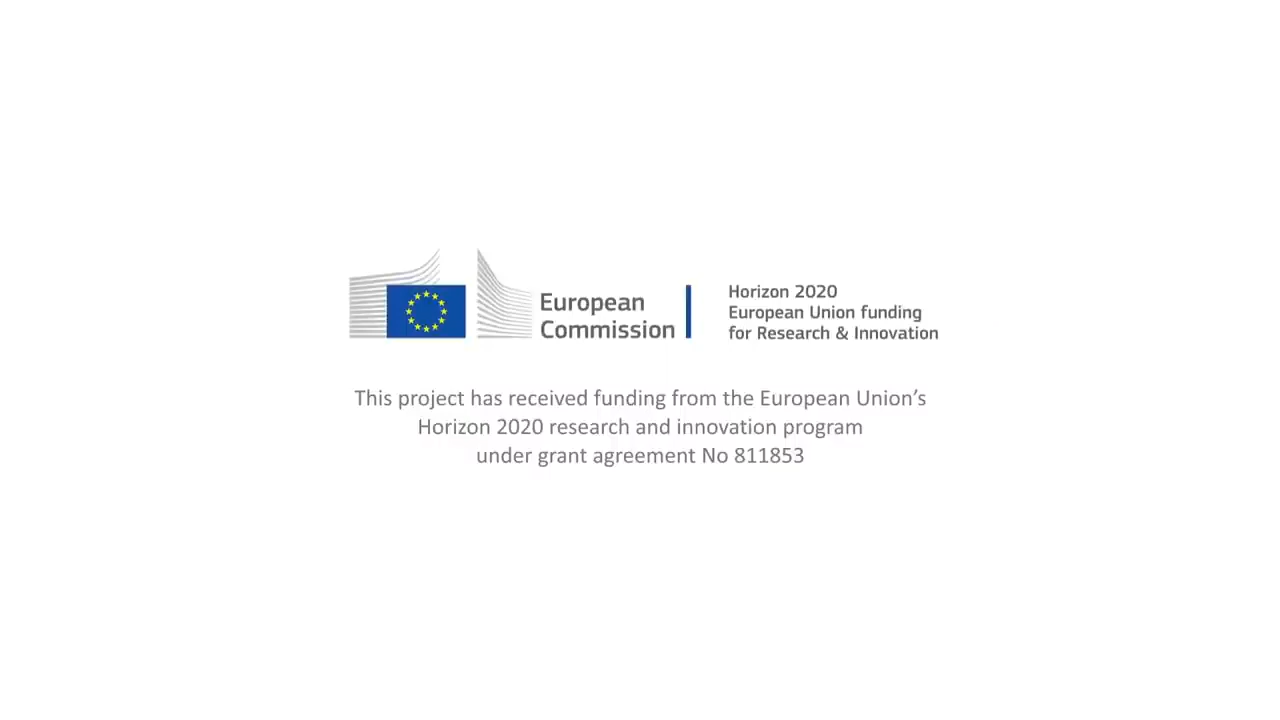 European
Commission
Horizon 2020
European Union funding
for Research & Innovation
This project has received funding from the European Union’s
Horizon 2020 research and innovation program
under grant agreement No 811853